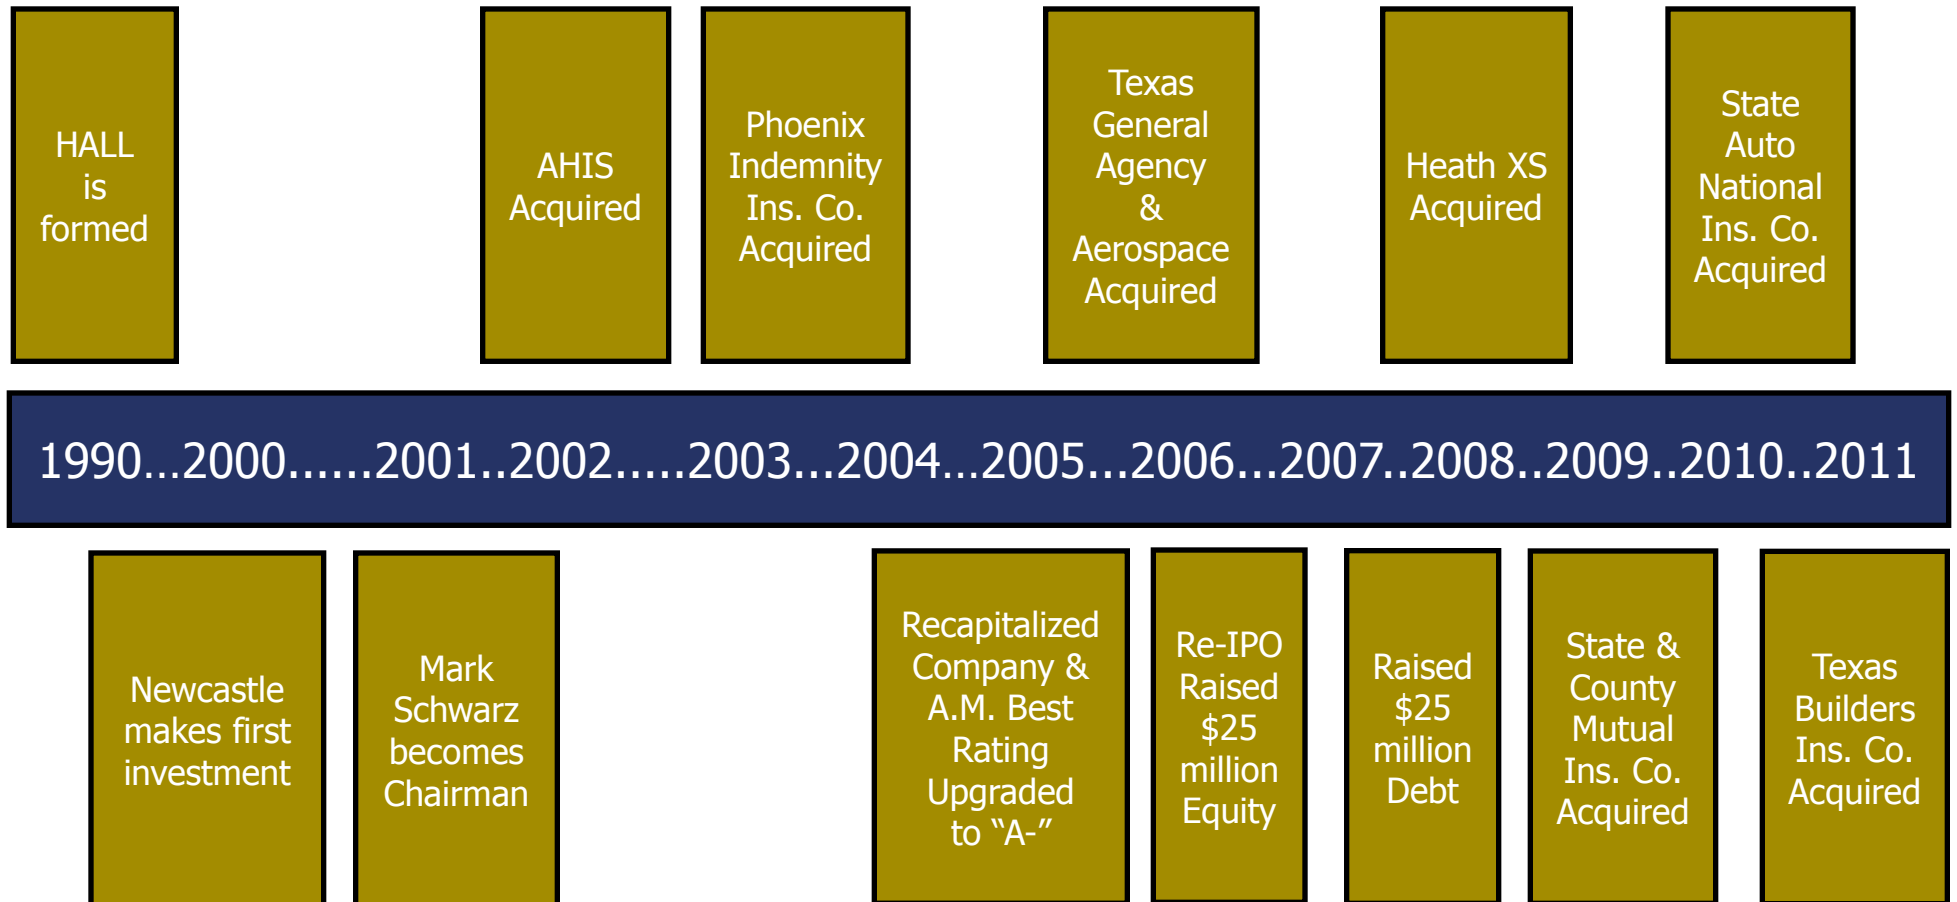 HALL
is
formed
AHIS
Acquired
Phoenix
Indemnity
Ins. Co.
Acquired
Texas
General
Agency
&
Aerospace
Acquired
Heath XS
Acquired
State
Auto
National
Ins. Co.
Acquired
1990...2000......2001..2002.....2003...2004...2005...2006...2007..2008..2009..2010..2011
Newcastle
makes first
investment
Mark
Schwarz
becomes
Chairman
Recapitalized
Company &
A.M. Best
Rating
Upgraded
to “A-”
Re-IPO
Raised
$25
million
Equity
Raised
$25
million
Debt
State &
County
Mutual
Ins. Co.
Acquired
Texas
Builders
Ins. Co.
Acquired